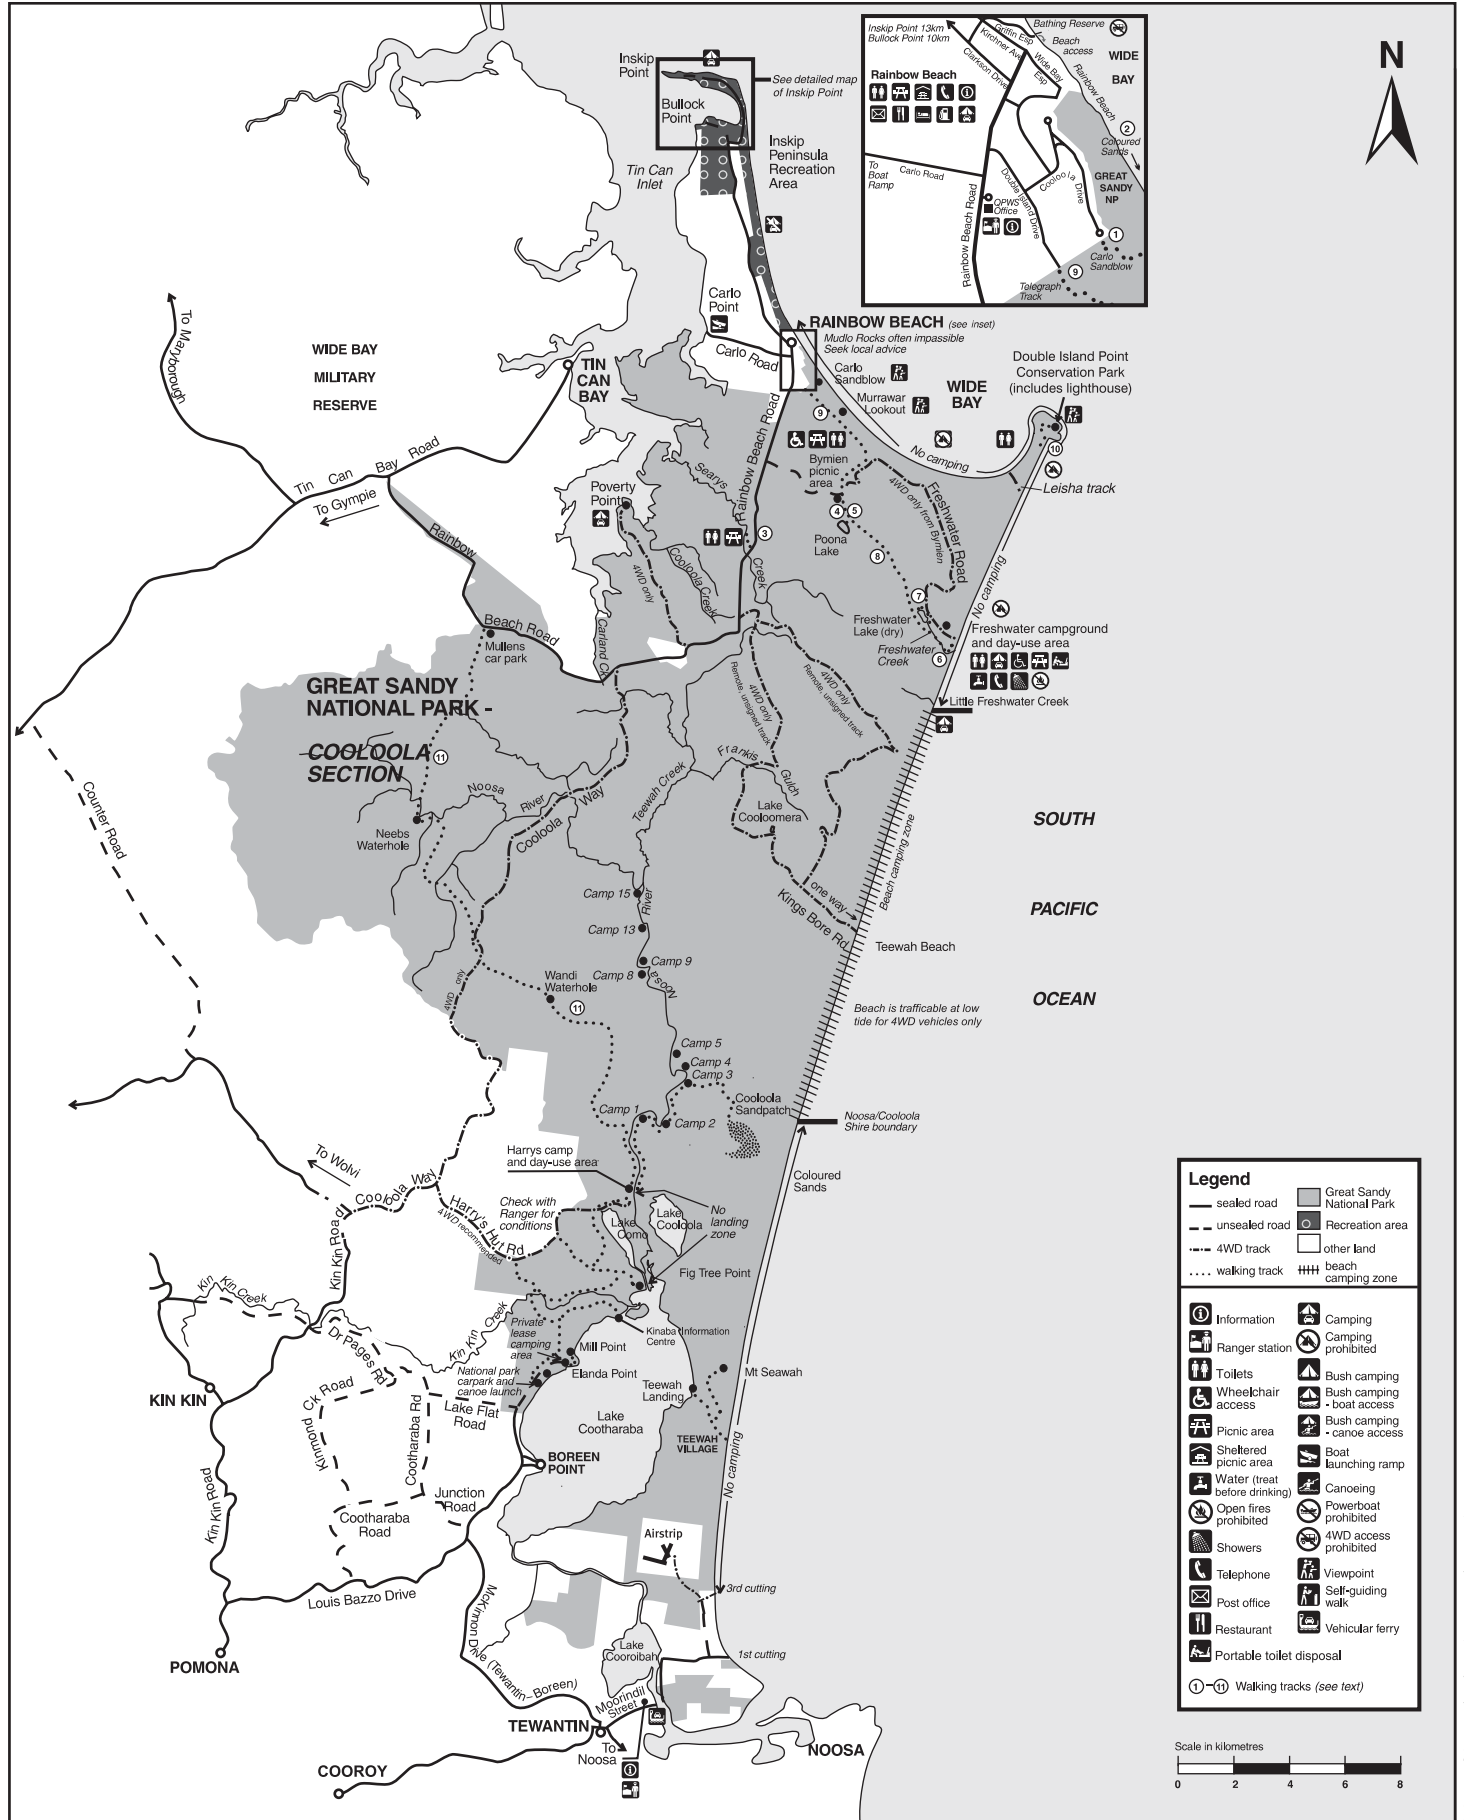 Inskip Point 13km
Bullock Point 10km
Griffin Esp
Kirchner Ave
Clarkson Drive
Wide Bay Esp
Bathing Reserve
Beach access
WIDE BAY
Rainbow Beach
Rainbow Beach
2
Coloured Sands
To Boat Ramp
Carlo Road
Double Island Drive
Cooloola Drive
GREAT SANDY NP
QPWS Office
Rainbow Beach Road
1
Carlo Sandblow
9
Telegraph Track
N
Inskip Point
Bullock Point
See detailed map
of Inskip Point
Tin Can Inlet
Inskip
Peninsula
Recreation
Area
Carlo Point
Carlo Road
RAINBOW BEACH (see inset)
Mudlo Rocks often impassible
Seek local advice
Carlo Sandblow
Murrawar Lookout
WIDE BAY
Double Island Point
Conservation Park
(includes lighthouse)
To Maryborough
WIDE BAY
MILITARY
RESERVE
TIN CAN BAY
Tin Can Bay Road
To Gympie
9
No camping
10
Leisha track
Bymien picnic area
Rainbow Beach Road
Searys
Creek
Poverty Point
4WD only
Cooloola Creek
3
4
5
Poona Lake
8
4WD only from Bymien
Freshwater Road
7
No camping
Freshwater Lake (dry)
Freshwater Creek
6
Freshwater campground
and day-use area
Little Freshwater Creek
Rainbow
Beach Road
Mullens car park
Carland Ck
GREAT SANDY
NATIONAL PARK -
COOLOOLA
SECTION
11
4WD only
Remote, unsigned track
4WD only
Remote, unsigned track
Frankis
Gulch
Teewah Creek
Noosa
River
Cooloola
Way
Lake Cooloomera
Neebs Waterhole
Counter Road
Beach camping zone
SOUTH
PACIFIC
OCEAN
one way
Kings Bore Rd
Teewah Beach
Camp 15
River
Camp 13
Camp 9
Camp 8
Noosa
Wandi Waterhole
11
4WD only
Beach is trafficable at low
tide for 4WD vehicles only
Camp 5
Camp 4
Camp 3
Camp 1
Camp 2
Cooloola Sandpatch
Noosa/Cooloola
Shire boundary
Coloured Sands
Harrys camp
and day-use area
To Wolvi
Cooloola Way
Harry's Hut Rd
4WD recommended
Check with
Ranger for
conditions
No landing zone
Lake Como
Lake Cooloola
Fig Tree Point
Kin Kin Road
Kin Kin Creek
Dr Pages Rd
Kin Kin Creek
Private lease camping area
Kinaba Information Centre
Mill Point
Elanda Point
National park
carpark and
canoe launch
Mt Seawah
Teewah Landing
Lake Cootharaba
TEEWAH VILLAGE
No camping
KIN KIN
Kinmond
Ck Road
Cootharaba Rd
Lake Flat Road
BOREEN POINT
Junction Road
Cootharaba Road
Kin Kin Road
Louis Bazzo Drive
POMONA
McKinnon Drive (Tewantin-Boreen)
Airstrip
3rd cutting
1st cutting
Lake Cooroibah
Moorindil Street
TEWANTIN
To Noosa
NOOSA
COOROY
Legend
sealed road
unsealed road
4WD track
walking track
Great Sandy
National Park
Recreation area
other land
beach
camping zone
Information
Ranger station
Toilets
Wheelchair
access
Picnic area
Sheltered
picnic area
Water (treat
before drinking)
Open fires
prohibited
Showers
Telephone
Post office
Restaurant
Portable toilet disposal
Camping
Camping
prohibited
Bush camping
Bush camping
- boat access
Bush camping
- canoe access
Boat
launching ramp
Canoeing
Powerboat
prohibited
4WD access
prohibited
Viewpoint
Self-guiding
walk
Vehicular ferry
1 - 11 Walking tracks (see text)
Scale in kilometres
0 2 4 6 8